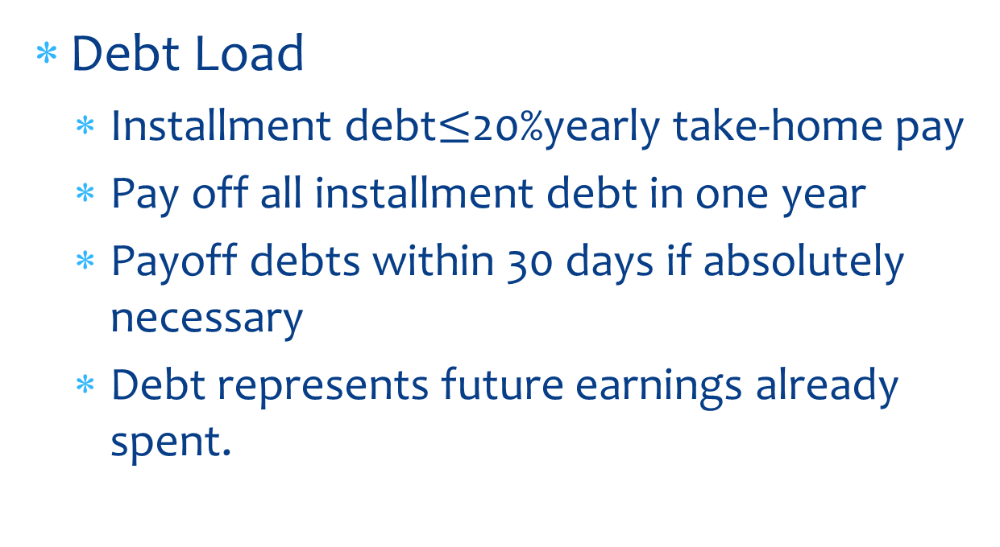 * Debt Load
* Installment debt≤20%yearly take-home pay
* Pay off all installment debt in one year
* Payoff debts within 30 days if absolutely
necessary
* Debt represents future earnings already
spent.